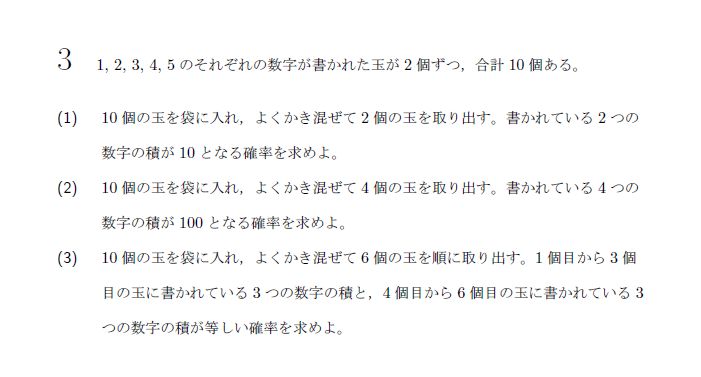 3 1, 2, 3, 4, 5 のそれぞれの数字が書かれた玉が 2 個ずつ，合計 10 個ある。
(1) 10 個の玉を袋に入れ，よくかき混ぜて 2 個の玉を取り出す。書かれている 2 つの
数字の積が 10 となる確率を求めよ。
(2) 10 個の玉を袋に入れ，よくかき混ぜて 4 個の玉を取り出す。書かれている 4 つの
数字の積が 100 となる確率を求めよ。
(3) 10 個の玉を袋に入れ，よくかき混ぜて 6 個の玉を順に取り出す。1 個目から 3 個
目の玉に書かれている 3 つの数字の積と，4 個目から 6 個目の玉に書かれている 3
つの数字の積が等しい確率を求めよ。